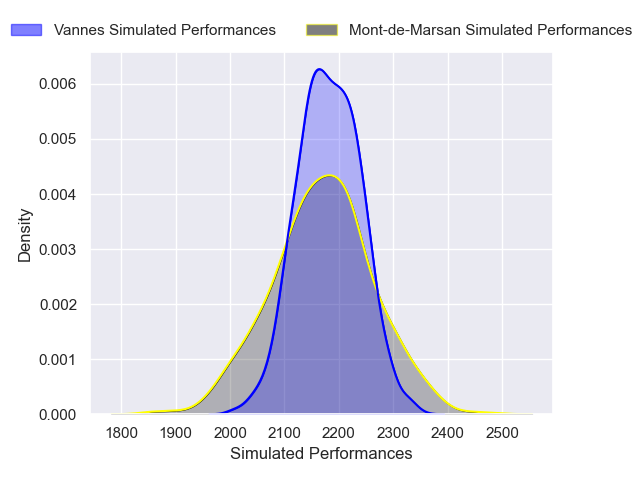 Vannes Simulated Performances Mont-de-Marsan Simulated Performances
0.006
0.005
0.004
0.003
0.002
0.001
0.000
Density
1800 1900 2000 2100 2200 2300 2400 2500
Simulated Performances